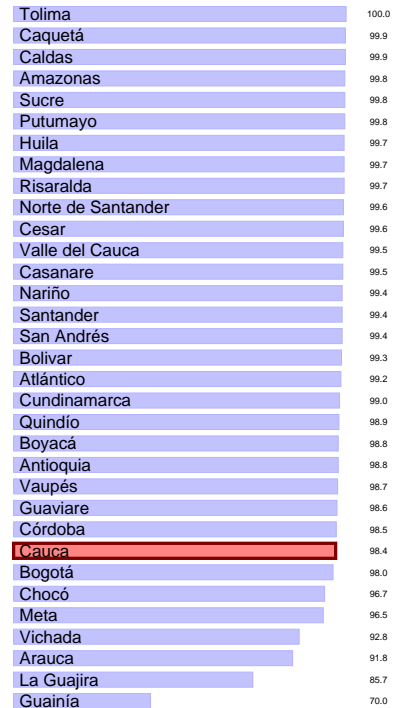 Tolima 100.0
Caquetá 99.9
Caldas 99.9
Amazonas 99.8
Sucre 99.8
Putumayo 99.8
Huila 99.7
Magdalena 99.7
Risaralda 99.7
Norte de Santander 99.6
Cesar 99.6
Valle del Cauca 99.5
Casanare 99.5
Nariño 99.4
Santander 99.4
San Andrés 99.4
Bolivar 99.3
Atlántico 99.2
Cundinamarca 99.0
Quindío 98.9
Boyacá 98.8
Antioquia 98.8
Vaupés 98.7
Guaviare 98.6
Córdoba 98.5
Cauca 98.4
Bogotá 98.0
Chocó 96.7
Meta 96.5
Vichada 92.8
Arauca 91.8
La Guajira 85.7
Guainía 70.0